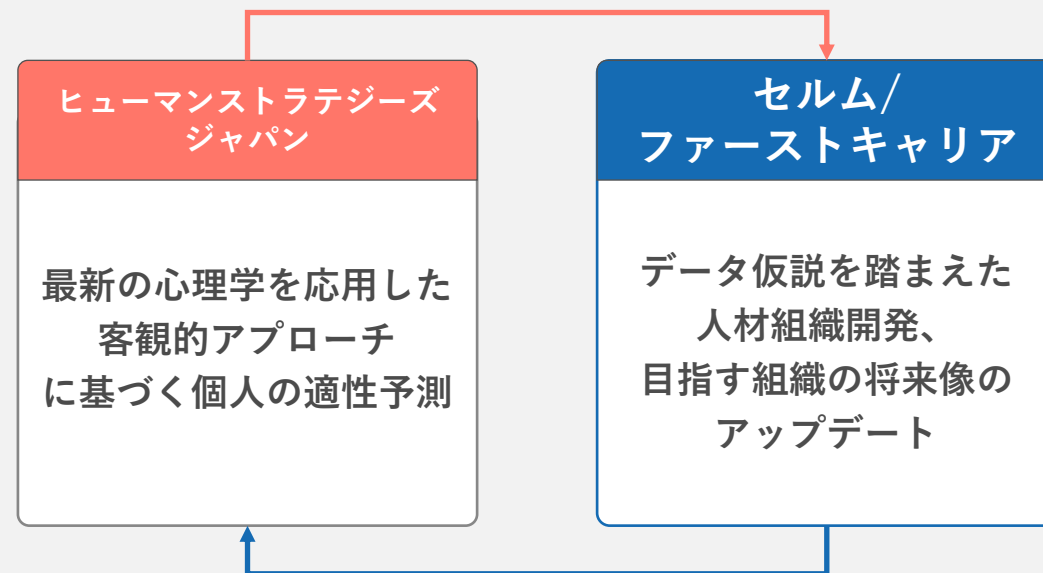 ヒューマンストラテジーズ
ジャパン
最新の心理学を応用した
客観的アプローチ
に基づく個人の適性予測
セルム/
ファーストキャリア
データ仮説を踏まえた
人材組織開発、
目指す組織の将来像の
アップデート